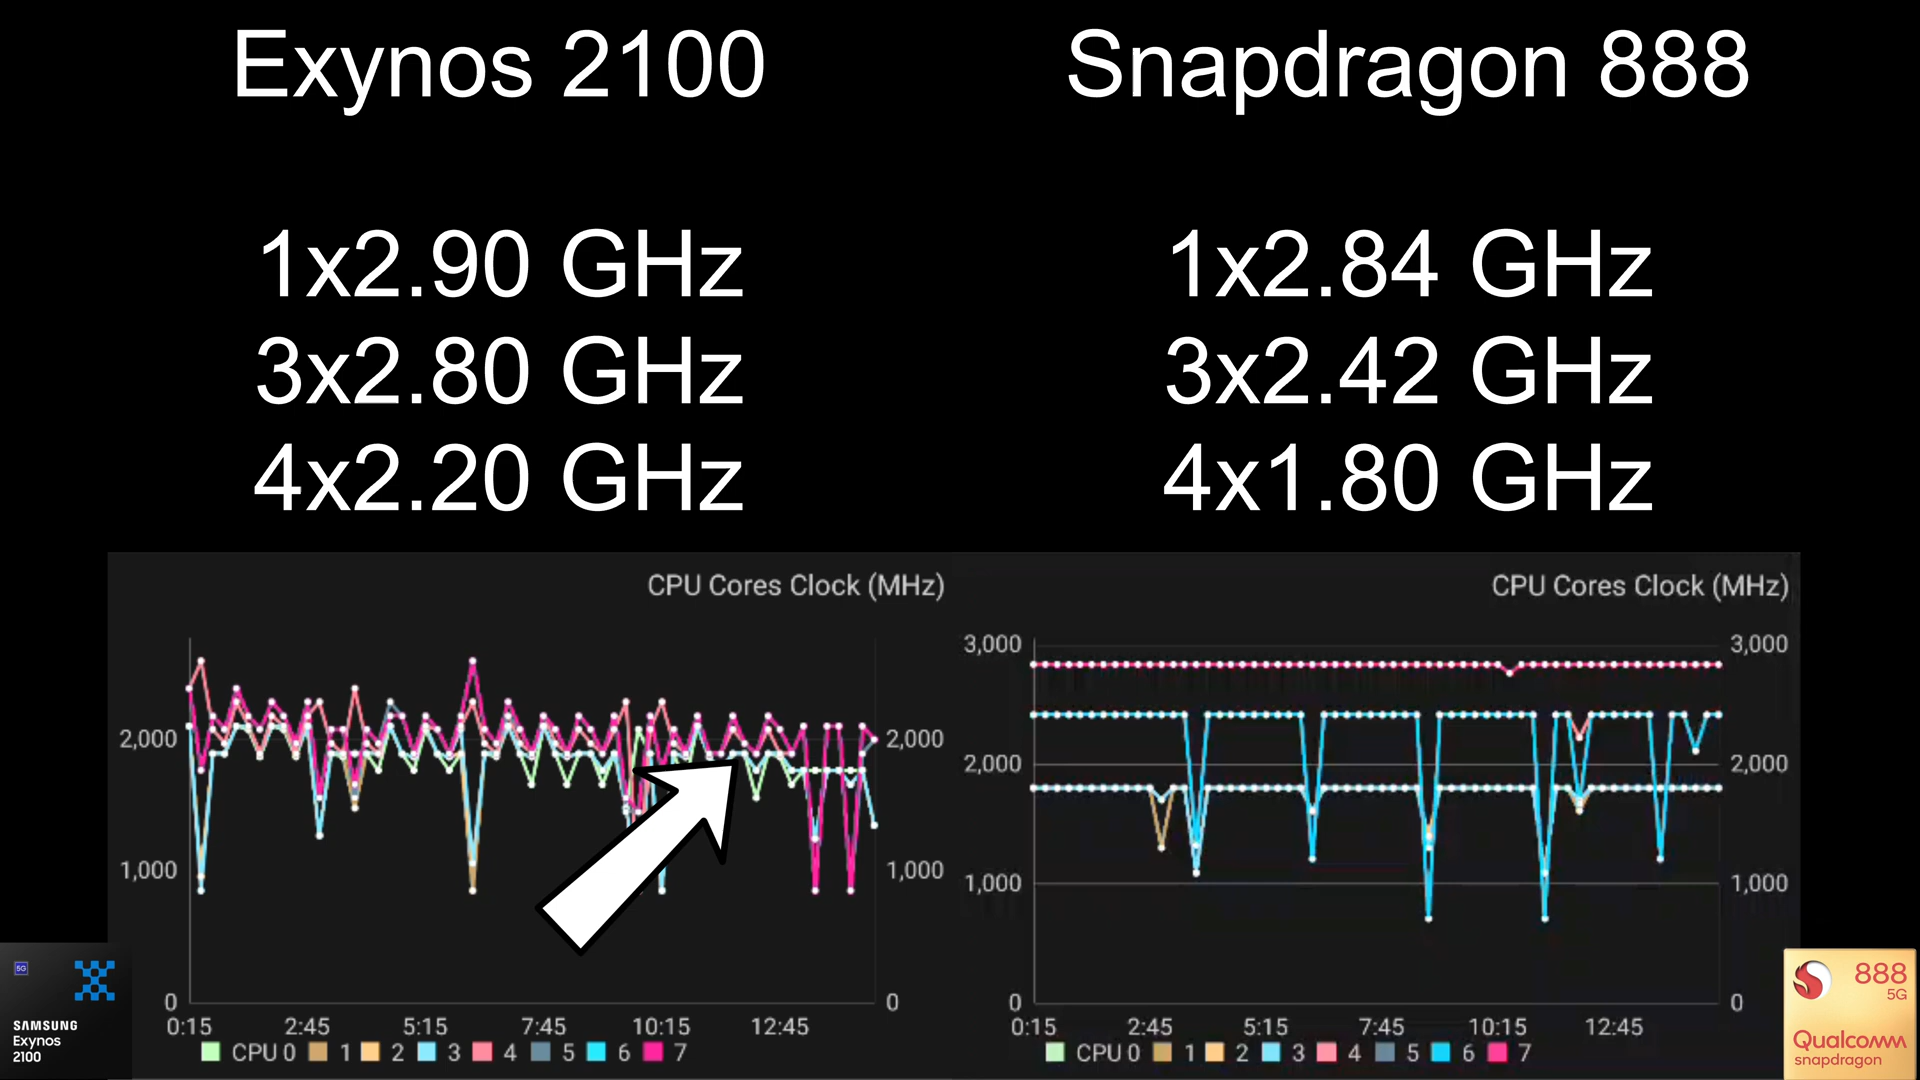 Exynos 2100
Snapdragon 888
1x2.90 GHz
1x2.84 GHz
3x2.80 GHz
3x2.42 GHz
4x2.20 GHz
4x1.80 GHz
CPU Cores Clock (MHz)
2,000
1,000
0
2,000
1,000
0
0:15 2:45 5:15 7:45 10:15 12:45
CPU 0 1 2 3 4 5 6 7
CPU Cores Clock (MHz)
3,000
2,000
1,000
0
3,000
2,000
1,000
0
0:15 2:45 5:15 7:45 10:15 12:45
CPU 0 1 2 3 4 5 6 7
5G
SAMSUNG
Exynos
2100
888
5G
Qualcomm
snapdragon